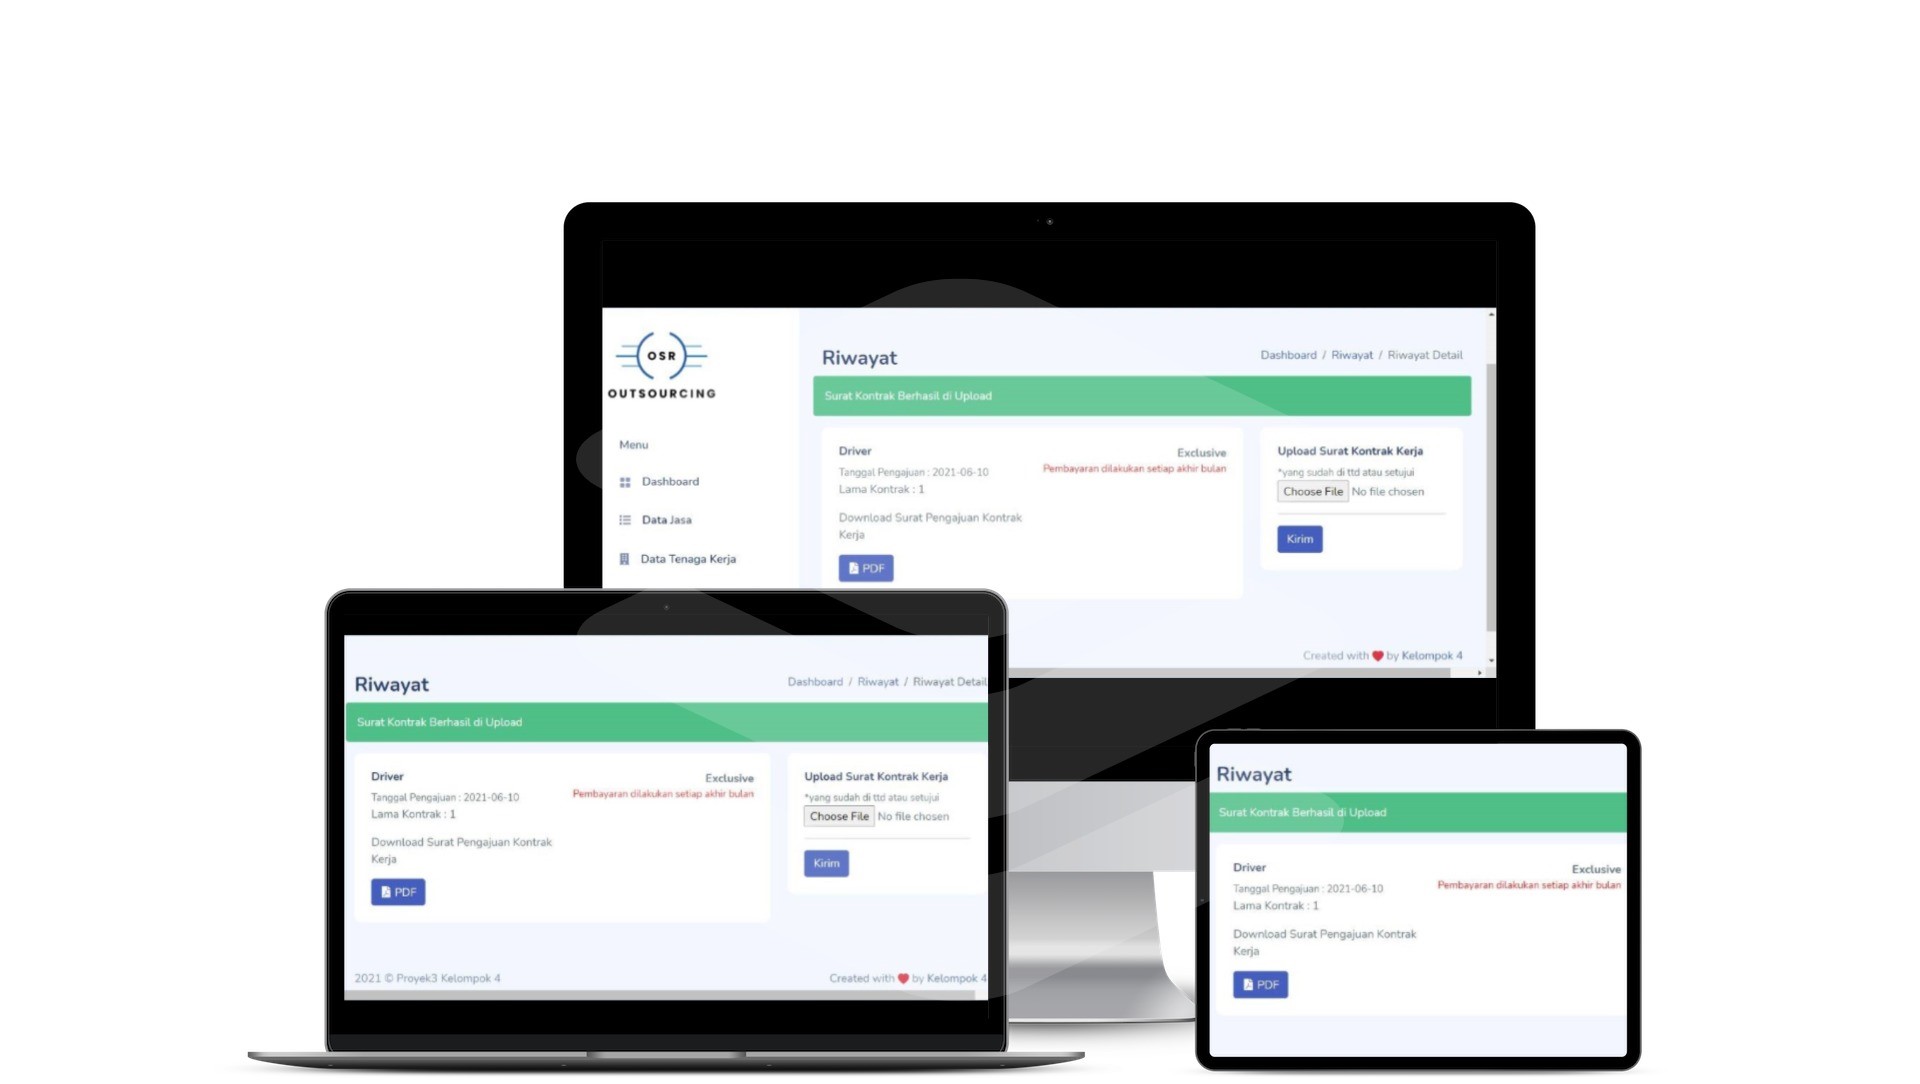 OSR
OUTSOURCING
Menu
Dashboard
Data Jasa
Data Tenaga Kerja
Riwayat
Dashboard / Riwayat / Riwayat Detail
Surat Kontrak Berhasil di Upload
Driver
Exclusive
Tanggal Pengajuan : 2021-06-10
Pembayaran dilakukan setiap akhir bulan
Lama Kontrak : 1
Download Surat Pengajuan Kontrak
Kerja
PDF
Upload Surat Kontrak Kerja
*yang sudah di ttd atau setujui
Choose File No file chosen
Kirim
Created with ❤ by Kelompok 4
Riwayat
Dashboard / Riwayat / Riwayat Detail
Surat Kontrak Berhasil di Upload
Driver
Exclusive
Tanggal Pengajuan : 2021-06-10
Pembayaran dilakukan setiap akhir bulan
Lama Kontrak : 1
Download Surat Pengajuan Kontrak
Kerja
PDF
Upload Surat Kontrak Kerja
*yang sudah di ttd atau setujui
Choose File No file chosen
Kirim
2021 © Proyek3 Kelompok 4
Created with ❤ by Kelompok 4
Riwayat
Surat Kontrak Berhasil di Upload
Driver
Exclusive
Tanggal Pengajuan : 2021-06-10
Pembayaran dilakukan setiap akhir bulan
Lama Kontrak : 1
Download Surat Pengajuan Kontrak
Kerja
PDF